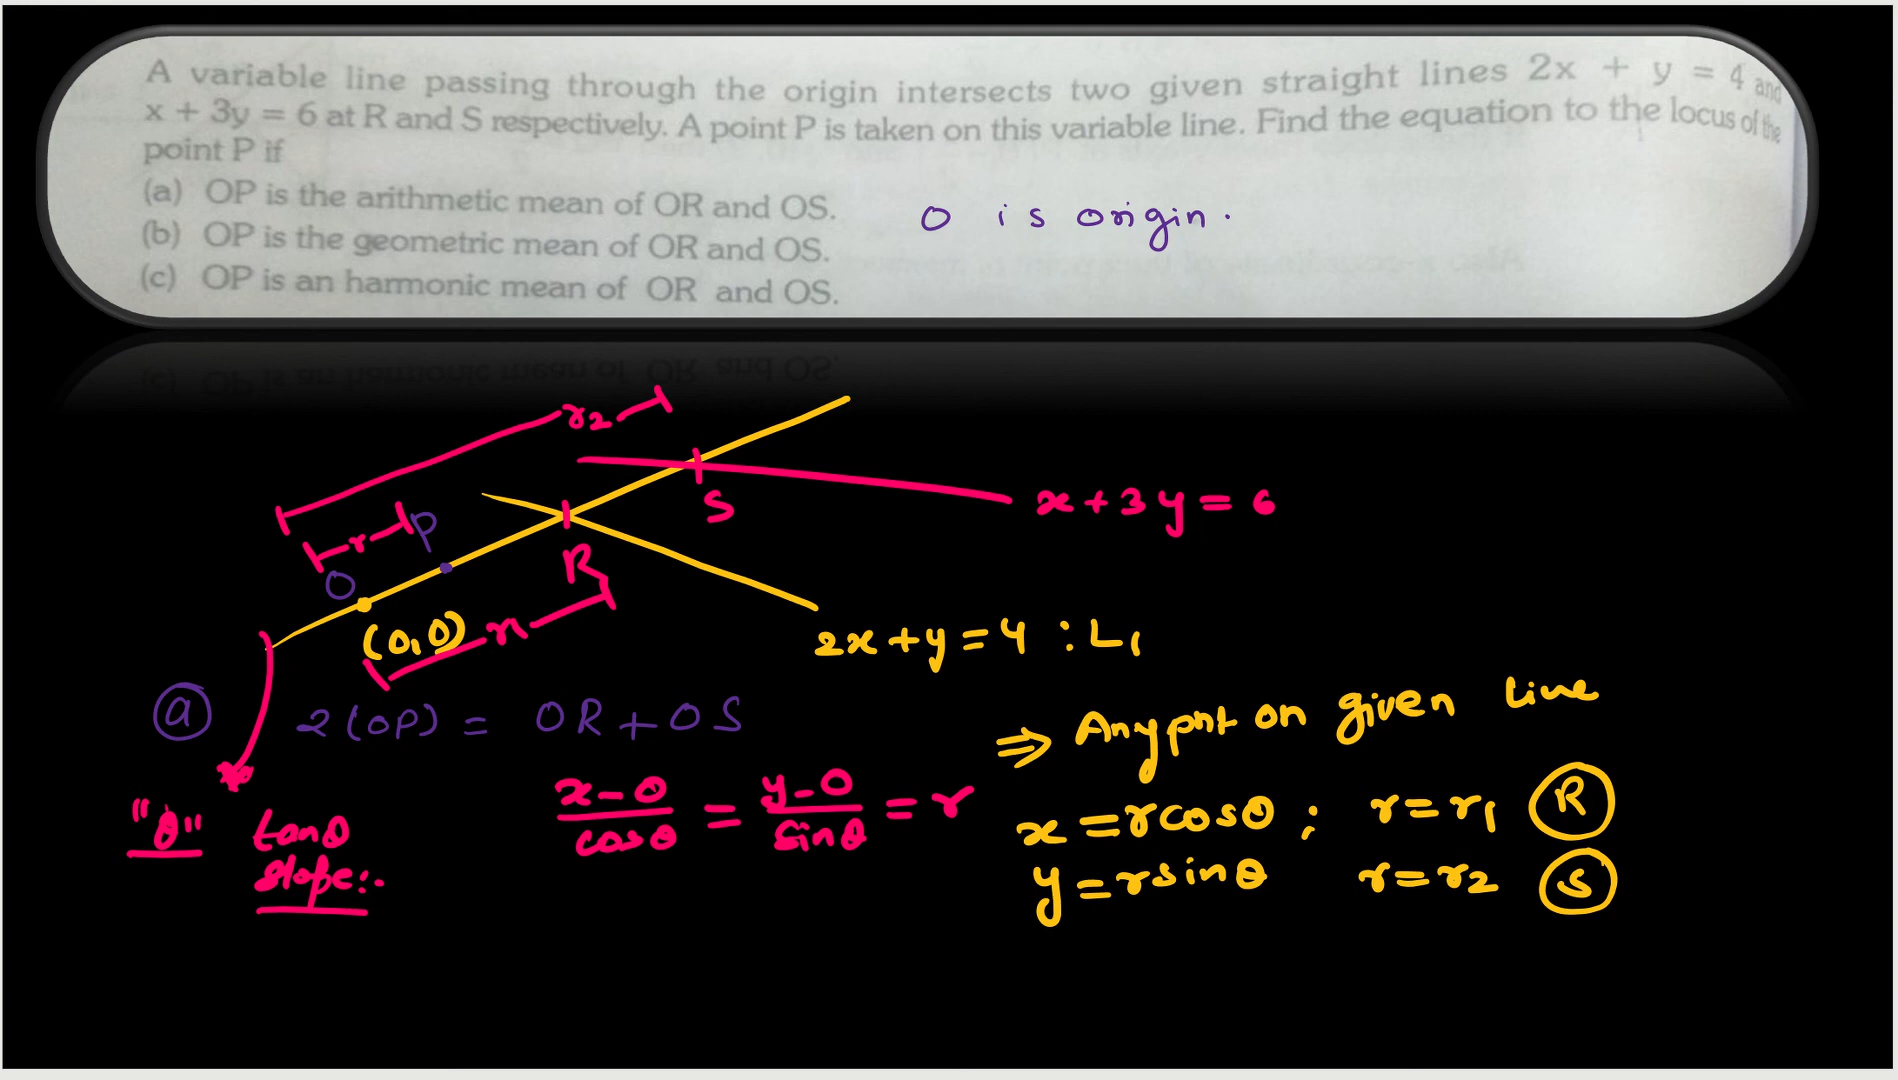 A variable line passing through the origin intersects two given straight lines 2x + y = 4 and
x + 3y = 6 at R and S respectively. A point P is taken on this variable line. Find the equation to the locus of the
point P if
(a) OP is the arithmetic mean of OR and OS.
O is origin.
(b) OP is the geometric mean of OR and OS.
(c) OP is an harmonic mean of OR and OS.
r2
S
x+3y=6
r P
R
O
(0,0) r1
2x+y=4 : L1
(a) 2(OP) = OR+OS
⇒ Any pnt on given line
"θ" tanθ
slope:-
x-0/cosθ = y-0/sinθ = r
x=rcosθ ; r=r1 (R)
y=rsinθ r=r2 (S)